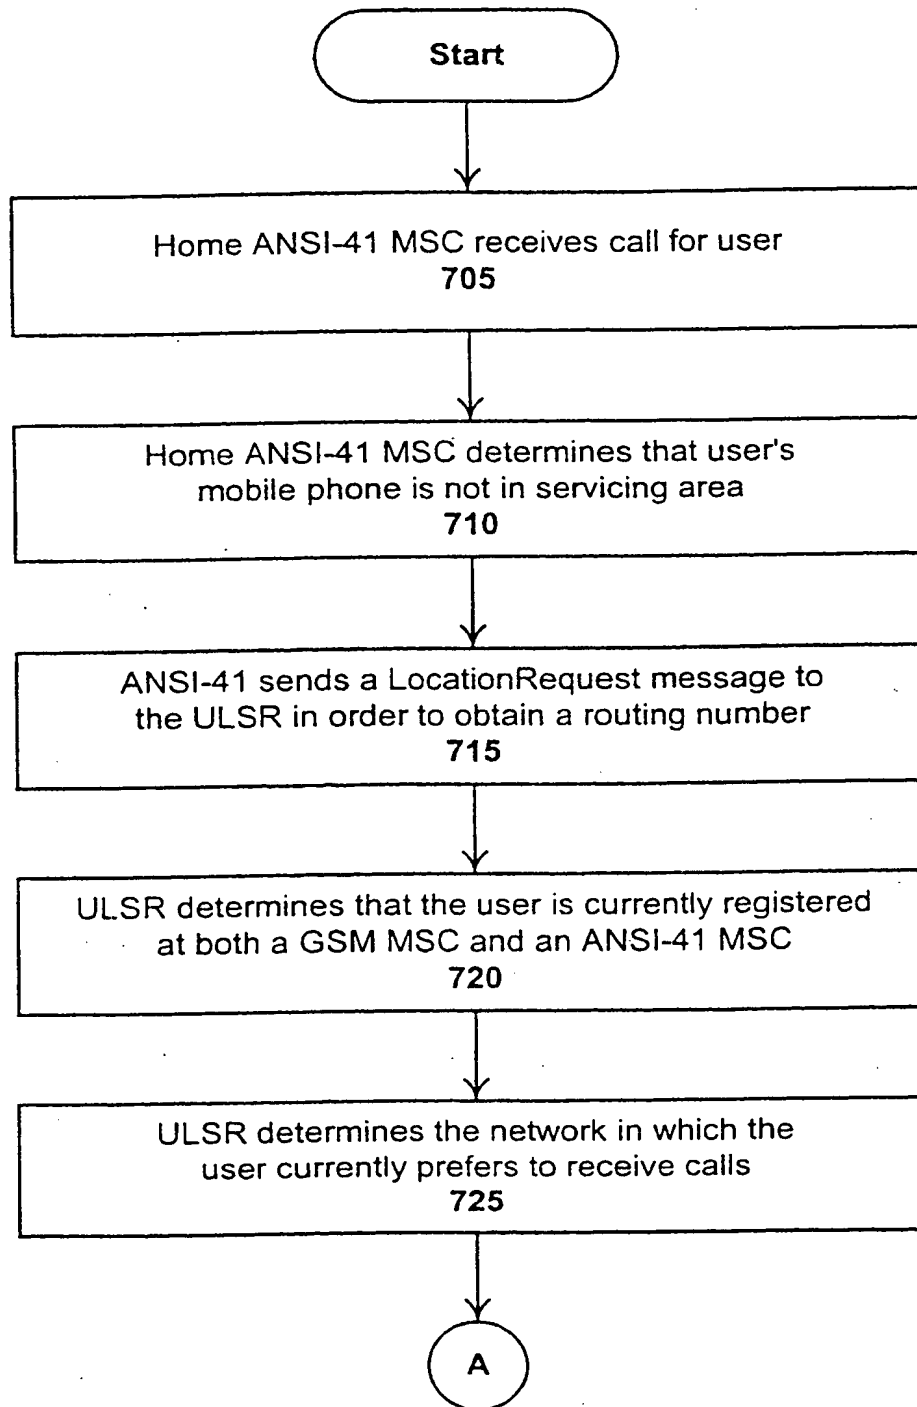 Start
Home ANSI-41 MSC receives call for user
705
Home ANSI-41 MSC determines that user's
mobile phone is not in servicing area
710
ANSI-41 sends a LocationRequest message to
the ULSR in order to obtain a routing number
715
ULSR determines that the user is currently registered
at both a GSM MSC and an ANSI-41 MSC
720
ULSR determines the network in which the
user currently prefers to receive calls
725
A